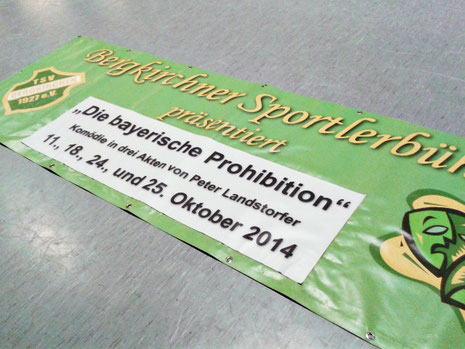 TSV
1927 e.V.
Bergkirchner Sportlerbü
präsentiert
„Die bayerische Prohibition“
Komödie in drei Akten von Peter Landstorfer
11., 18., 24., und 25. Oktober 2014